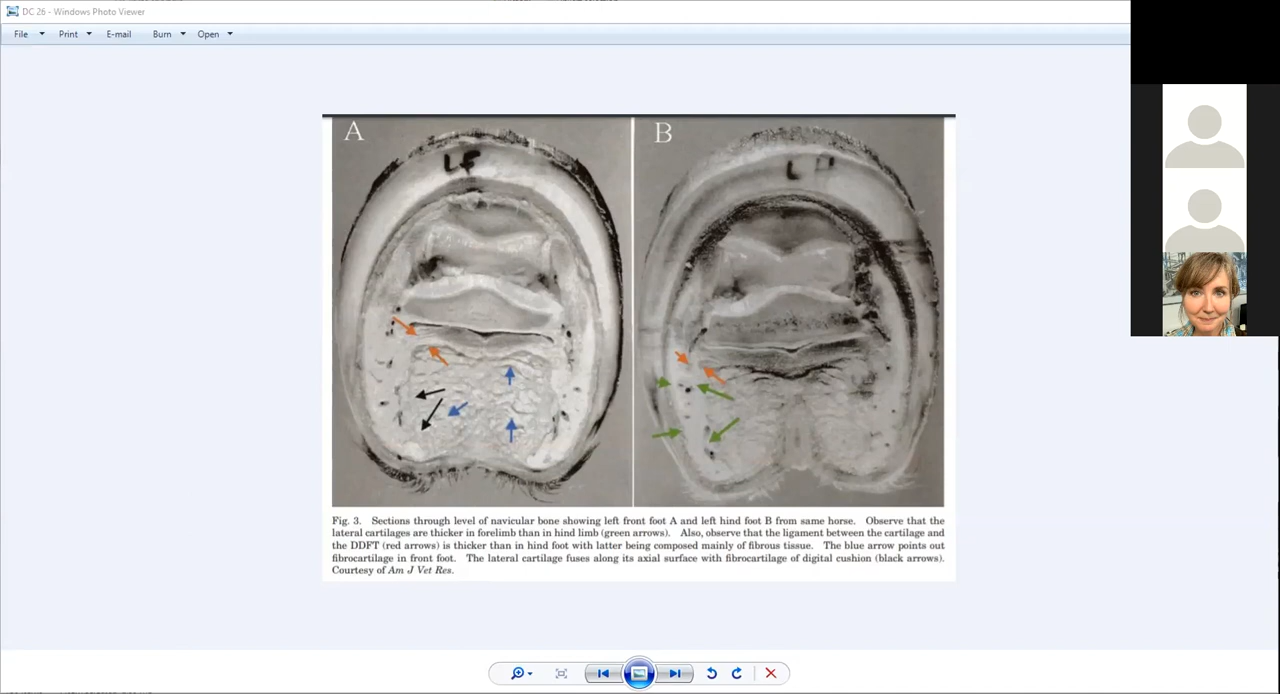 DC 26 - Windows Photo Viewer
File Print E-mail Burn Open
A
B
LF
Fig. 3. Sections through level of navicular bone showing left front foot A and left hind foot B from same horse. Observe that the
lateral cartilages are thicker in forelimb than in hind limb (green arrows). Also, observe that the ligament between the cartilage and
the DDFT (red arrows) is thicker than in hind foot with latter being composed mainly of fibrous tissue. The blue arrow points out
fibrocartilage in front foot. The lateral cartilage fuses along its axial surface with fibrocartilage of digital cushion (black arrows).
Courtesy of Am J Vet Res.